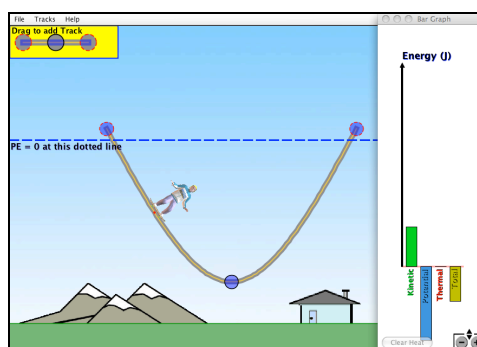 File Tracks Help
Drag to add Track
PE = 0 at this dotted line
Bar Graph
Energy (J)
Kinetic
Potential
Thermal
Total
Clear Heat